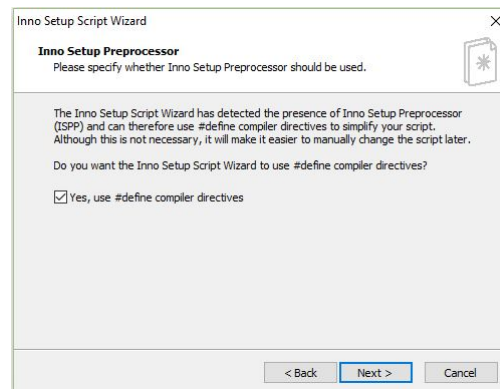 Inno Setup Script Wizard
Inno Setup Preprocessor
Please specify whether Inno Setup Preprocessor should be used.
The Inno Setup Script Wizard has detected the presence of Inno Setup Preprocessor
(ISPP) and can therefore use #define compiler directives to simplify your script.
Although this is not necessary, it will make it easier to manually change the script later.
Do you want the Inno Setup Script Wizard to use #define compiler directives?
Yes, use #define compiler directives
< Back Next > Cancel